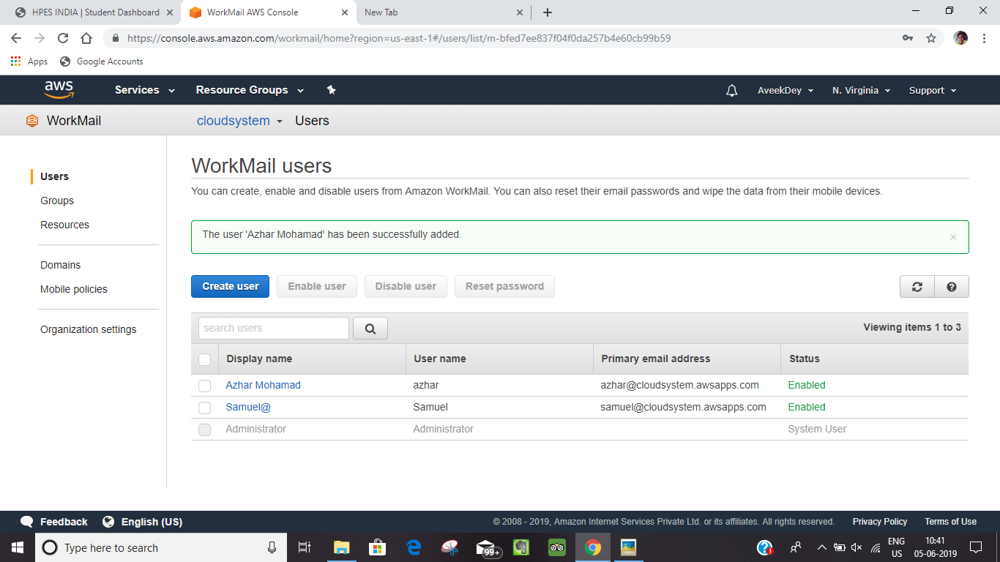 HPES INDIA | Student Dashboard
WorkMail AWS Console
New Tab
https://console.aws.amazon.com/workmail/home?region=us-east-1#/users/list/m-bfed7ee837f04f0da257b4e60cb99b59
Apps
Google Accounts
aws
Services
Resource Groups
AveekDey
N. Virginia
Support
WorkMail
cloudsystem
Users
Users
Groups
Resources
Domains
Mobile policies
Organization settings
WorkMail users
You can create, enable and disable users from Amazon WorkMail. You can also reset their email passwords and wipe the data from their mobile devices.
The user 'Azhar Mohamad' has been successfully added.
Create user
Enable user
Disable user
Reset password
search users
Viewing items 1 to 3
Display name User name Primary email address Status
Azhar Mohamad azhar azhar@cloudsystem.awsapps.com Enabled
Samuel@ Samuel samuel@cloudsystem.awsapps.com Enabled
Administrator Administrator System User
Feedback
English (US)
© 2008 - 2019, Amazon Internet Services Private Ltd. or its affiliates. All rights reserved.
Privacy Policy
Terms of Use
Type here to search
99+
ENG
US
10:41
05-06-2019